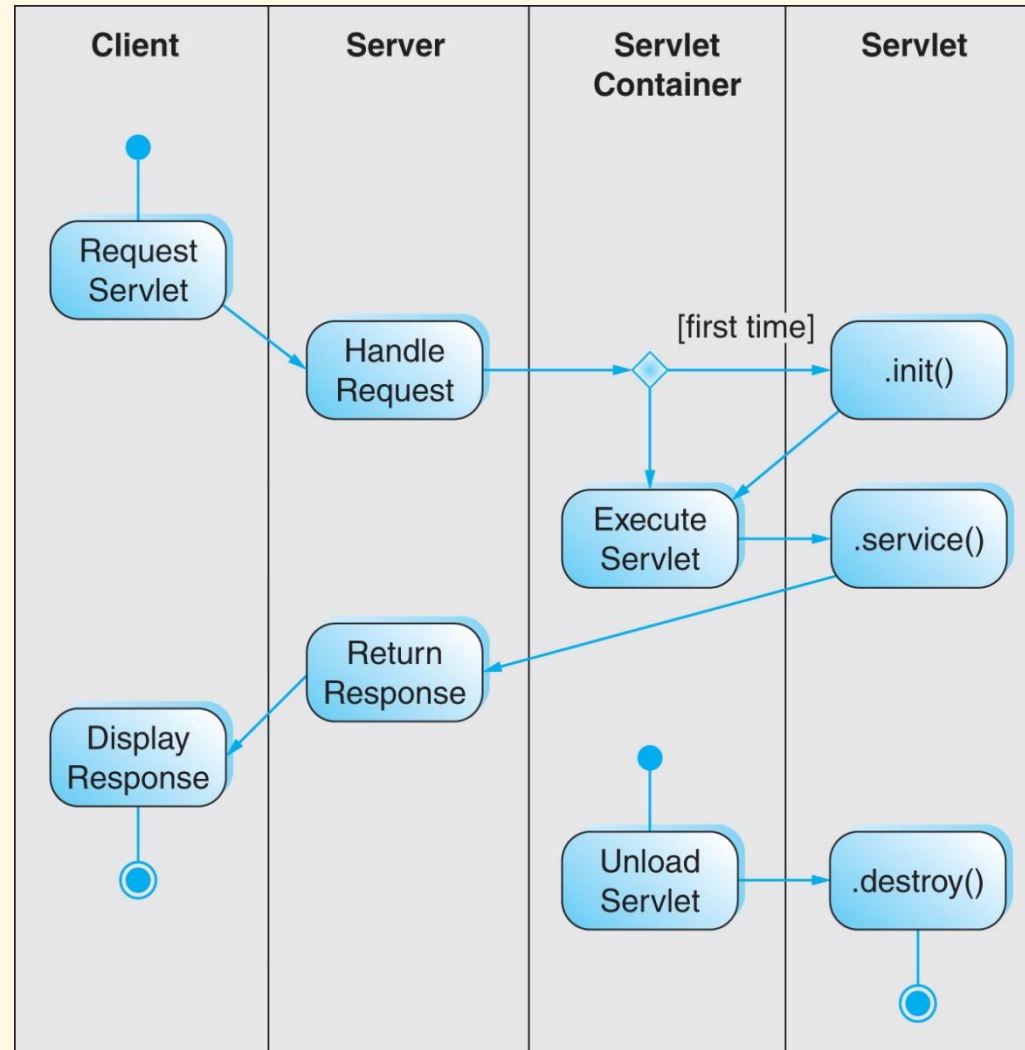 Client
Server
Servlet
Container
Servlet
Request
Servlet
Handle
Request
[first time]
.init()
Execute
Servlet
.service()
Return
Response
Display
Response
Unload
Servlet
.destroy()